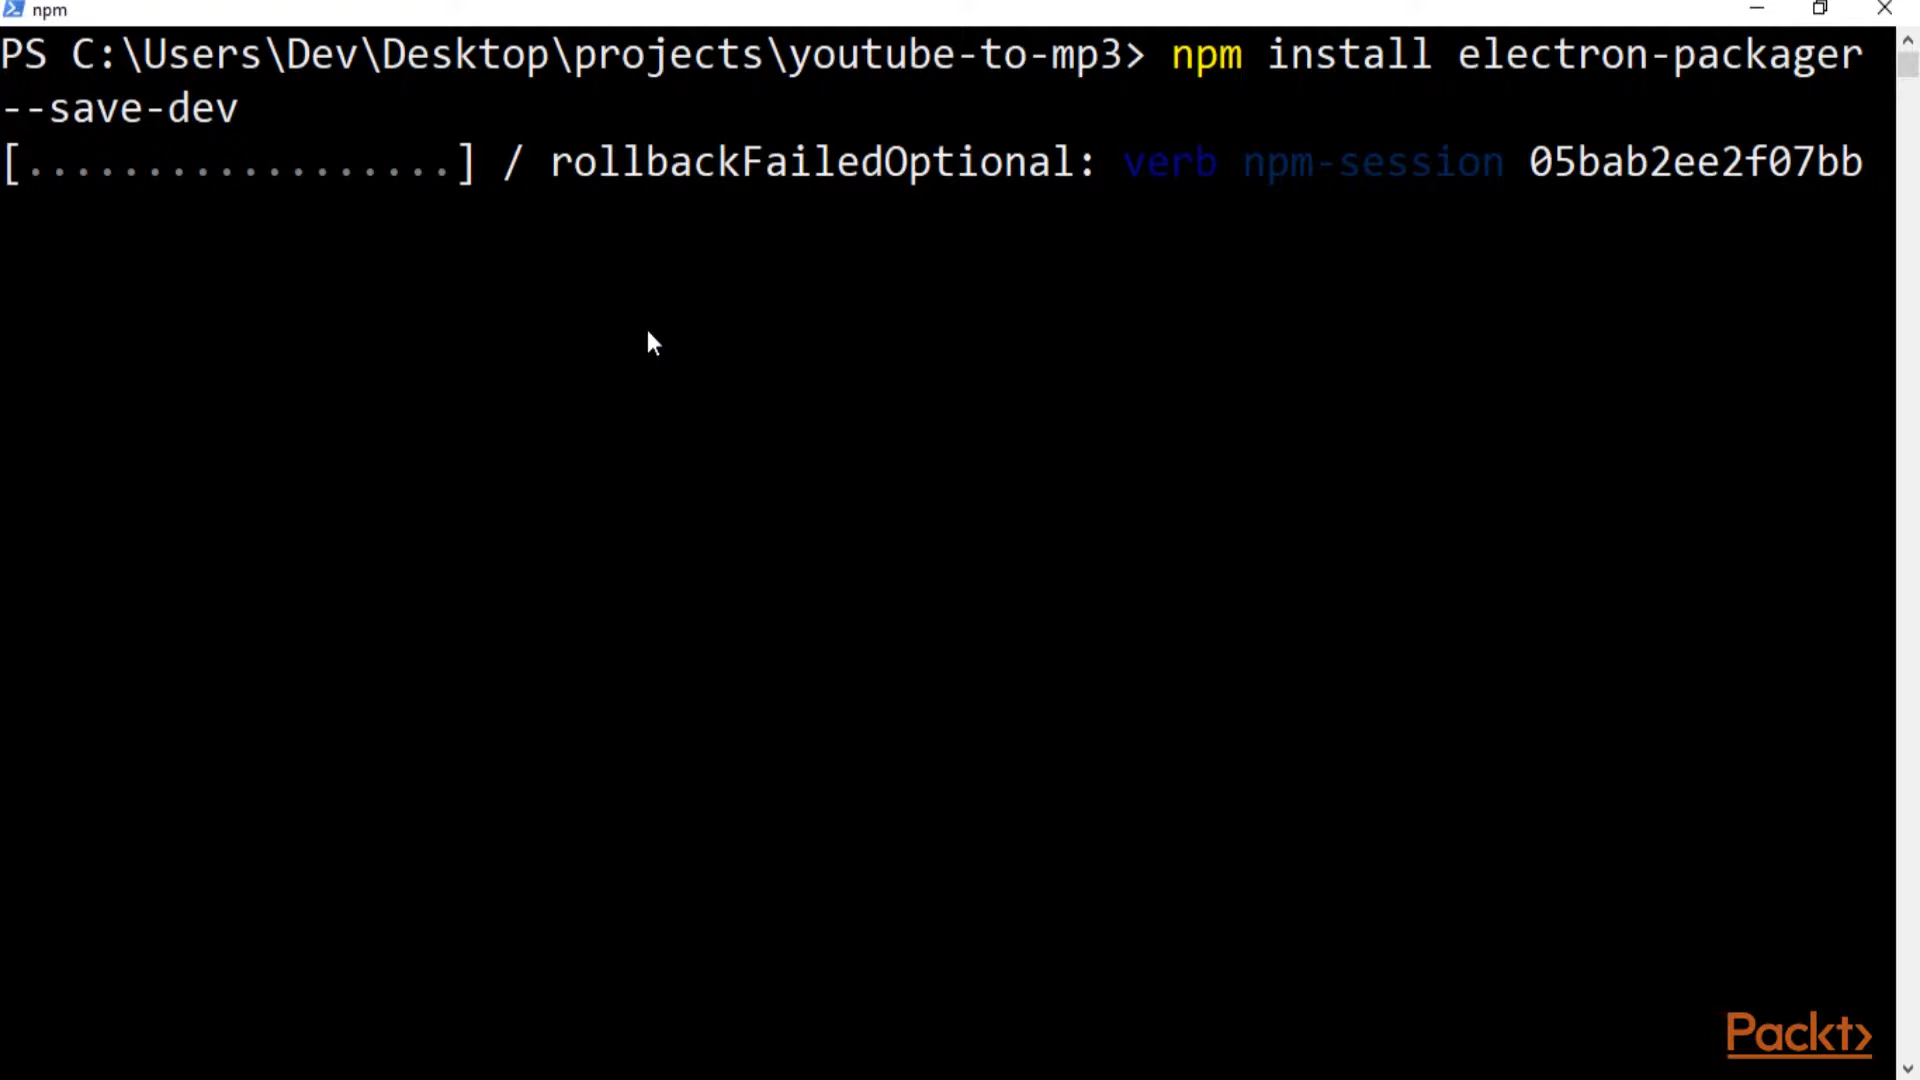 npm
PS C:\Users\Dev\Desktop\projects\youtube-to-mp3> npm install electron-packager
--save-dev
[..................] / rollbackFailedOptional: verb npm-session 05bab2ee2f07bb
Packt>